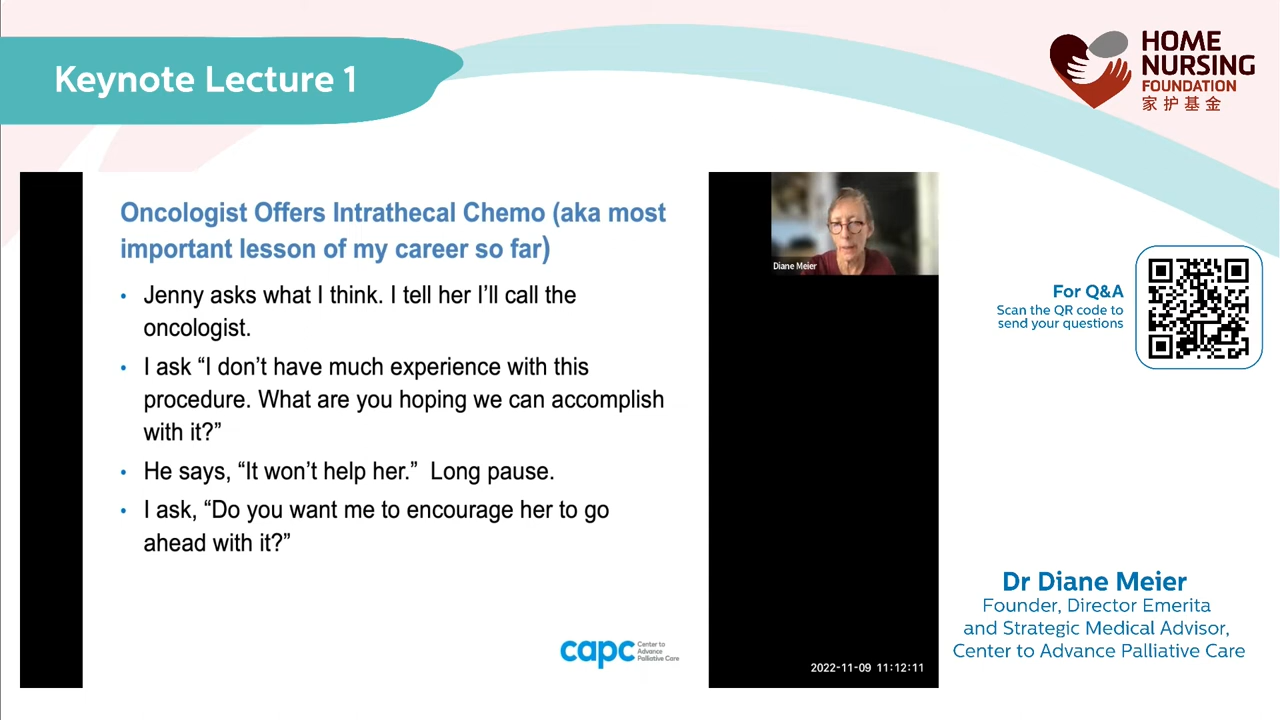 Keynote Lecture 1
HOME
NURSING
FOUNDATION
家护基金
Oncologist Offers Intrathecal Chemo (aka most
important lesson of my career so far)
• Jenny asks what I think. I tell her I’ll call the
oncologist.
• I ask “I don’t have much experience with this
procedure. What are you hoping we can accomplish
with it?”
• He says, “It won’t help her.”  Long pause.
• I ask, “Do you want me to encourage her to go
ahead with it?”
capc Center to
Advance
Palliative Care
Diane Meier
2022-11-09 11:12:11
For Q&A
Scan the QR code to
send your questions
Dr Diane Meier
Founder, Director Emerita
and Strategic Medical Advisor,
Center to Advance Palliative Care